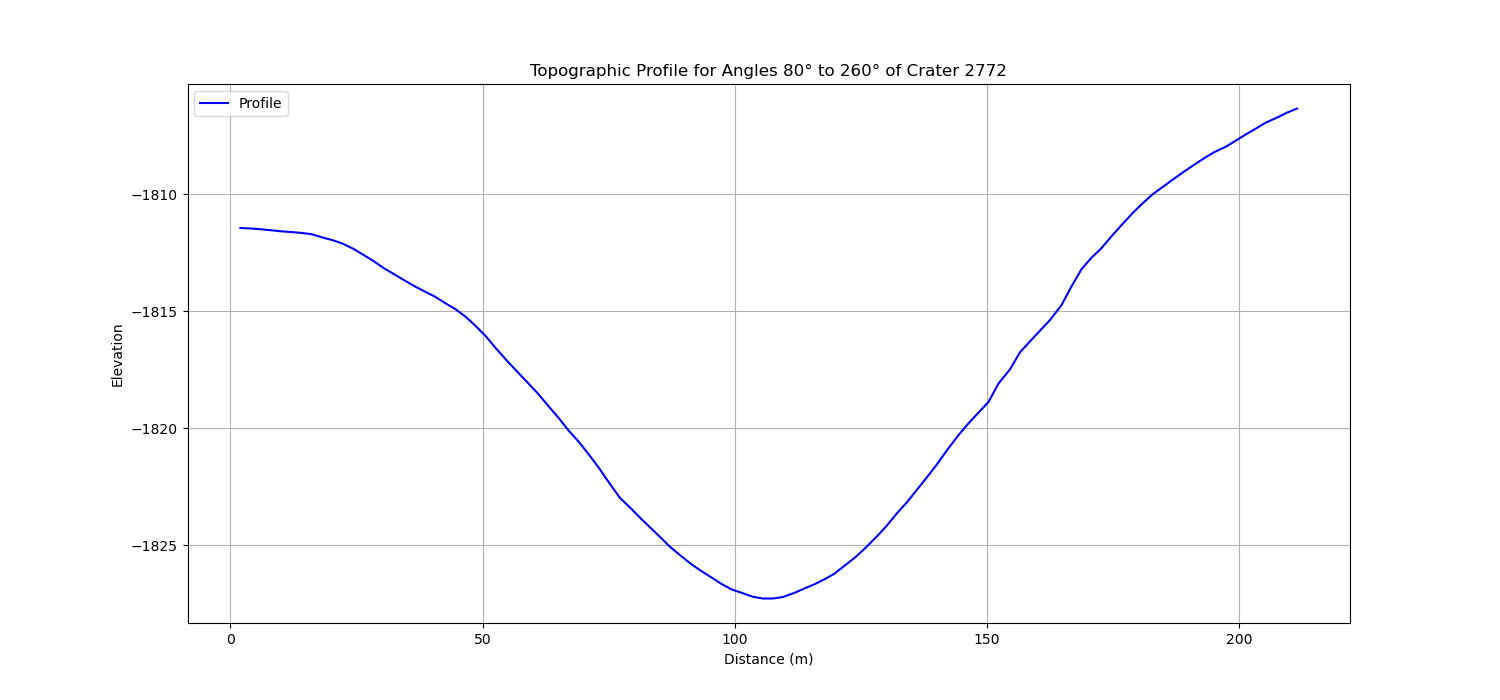 Topographic Profile for Angles 80° to 260° of Crater 2772
Profile
−1810
−1815
−1820
−1825
Elevation
0 50 100 150 200
Distance (m)